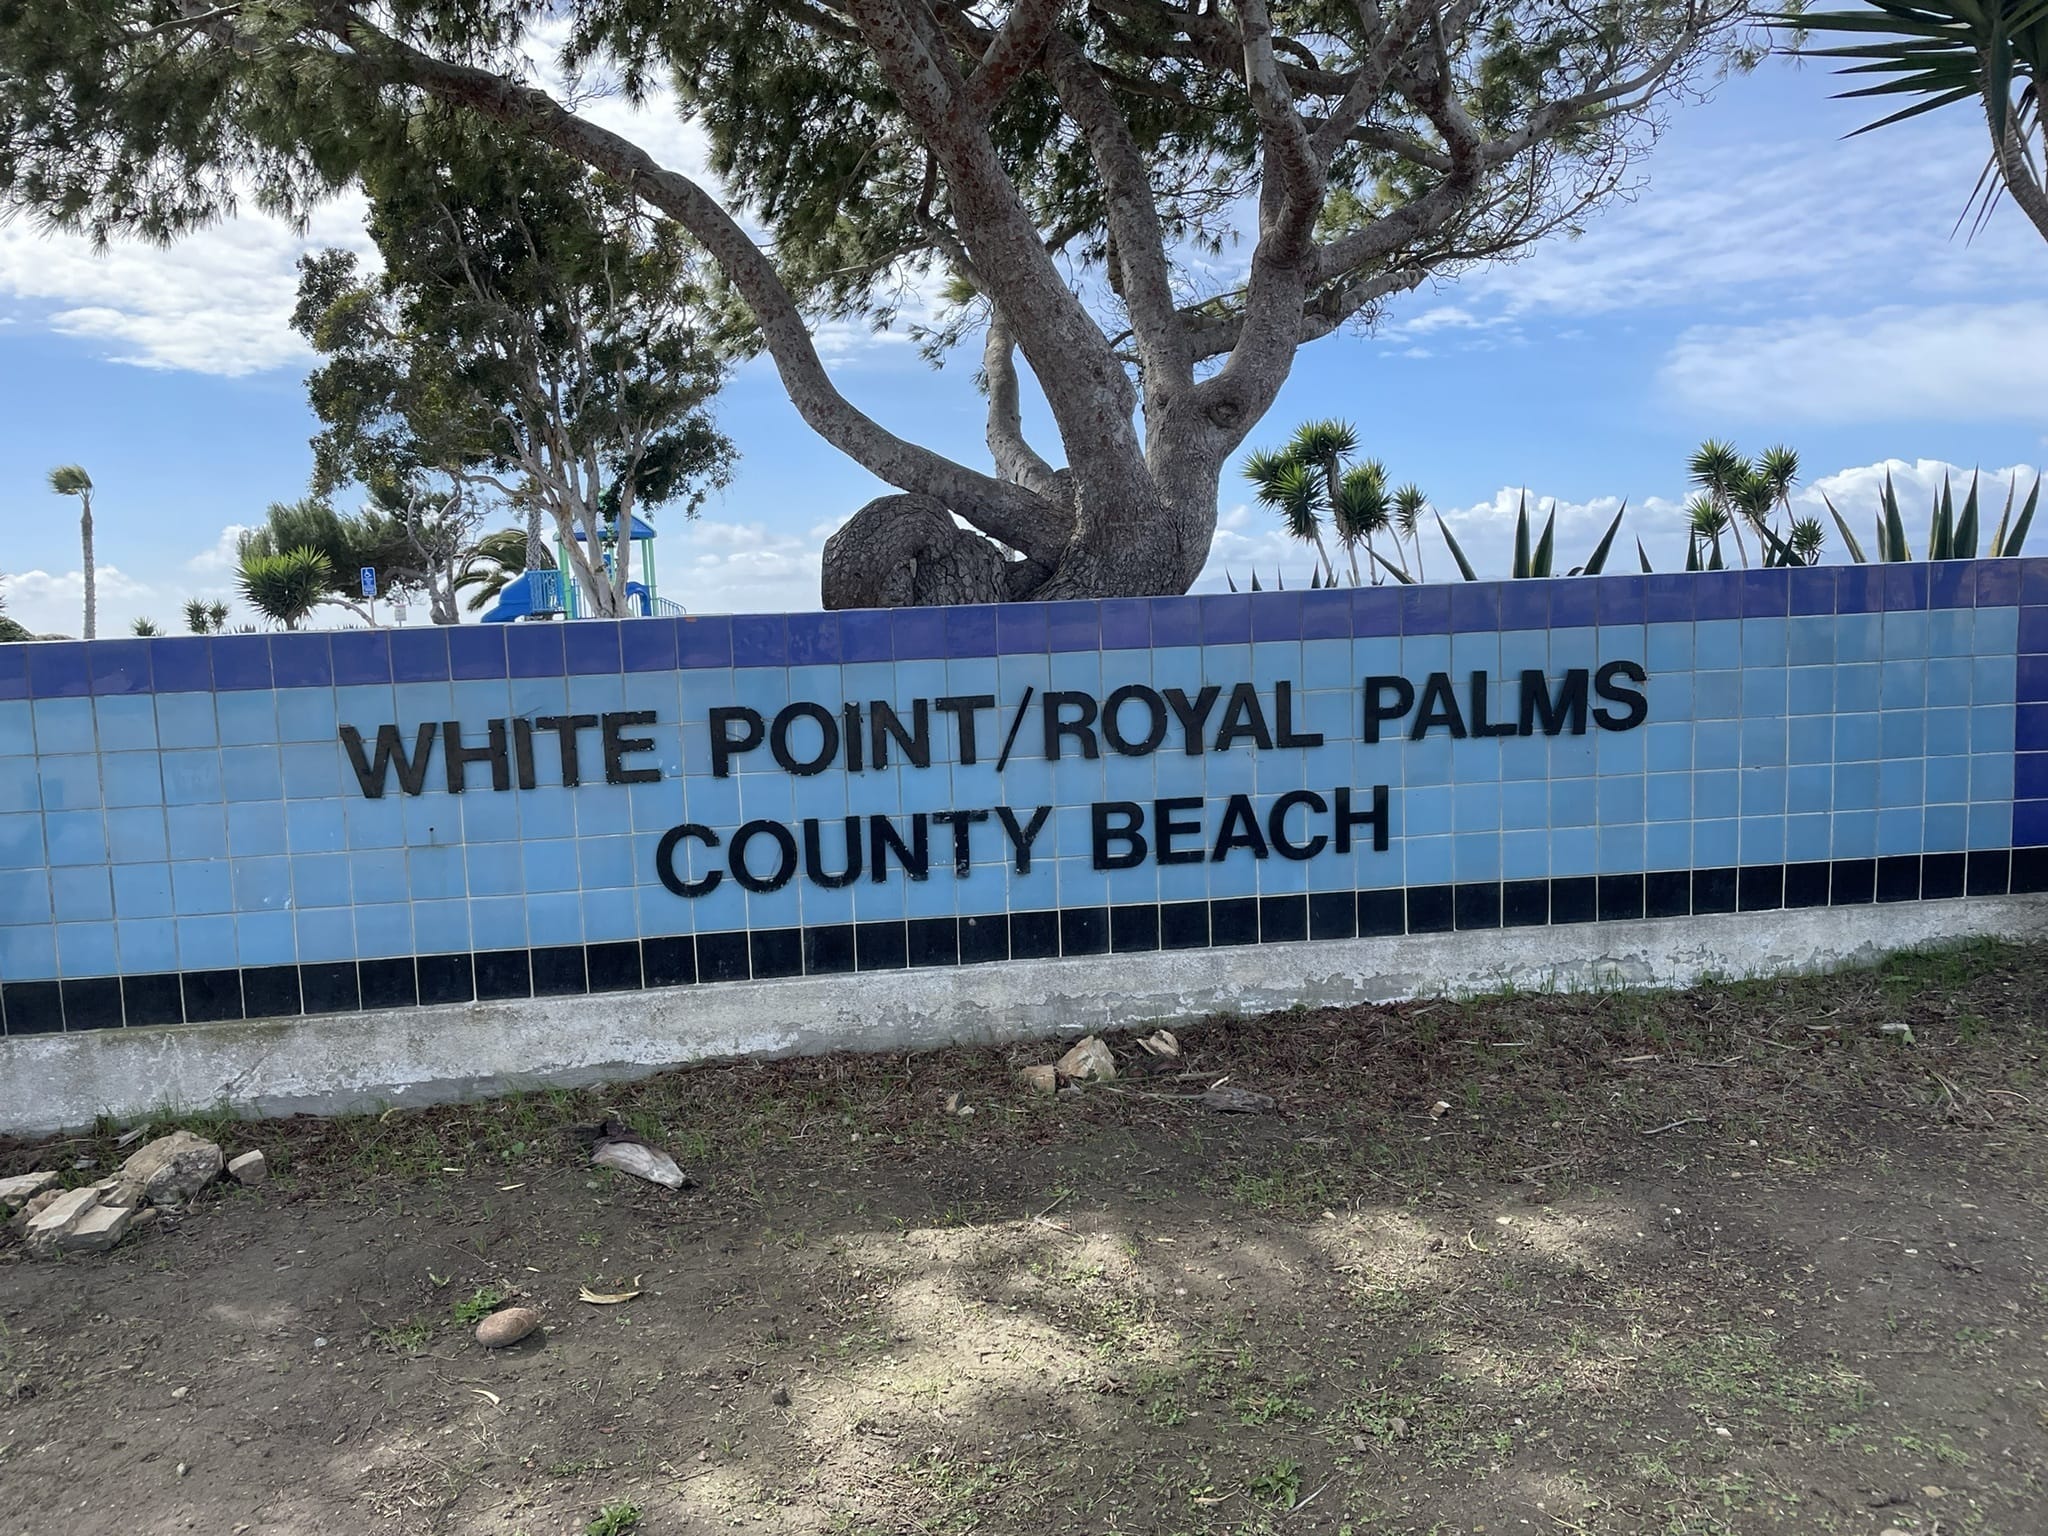 WHITE POINT/ROYAL PALMS
COUNTY BEACH